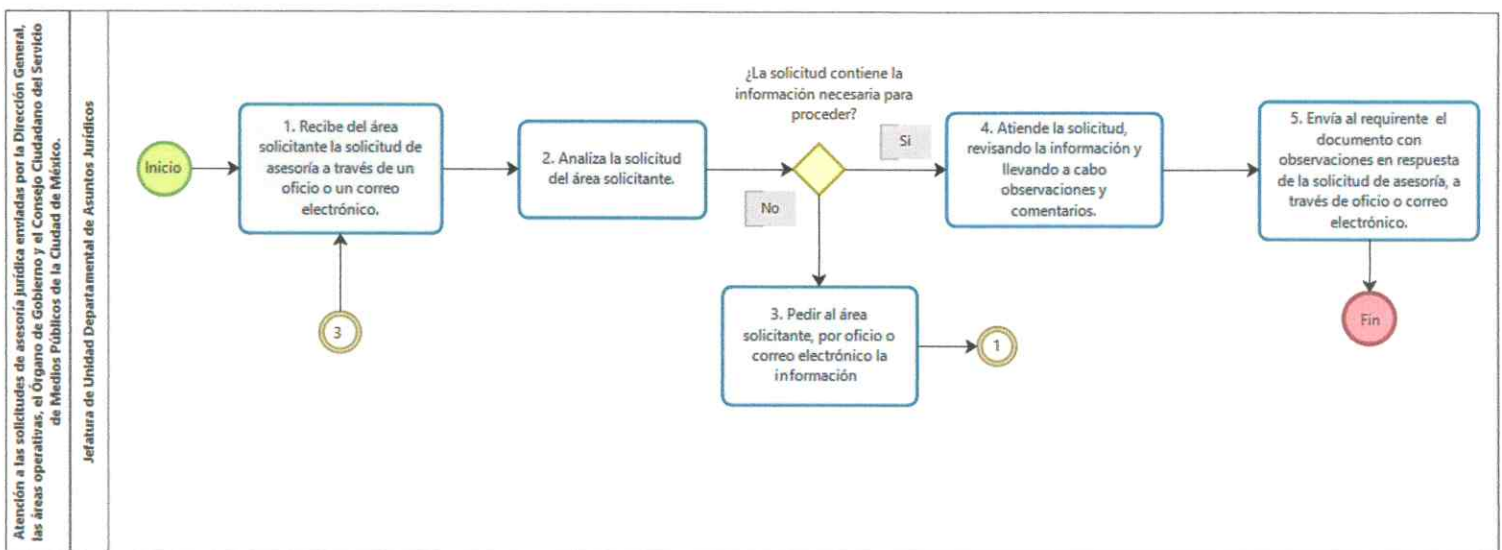 Atención a las solicitudes de asesoría jurídica enviadas por la Dirección General,
las áreas operativas, el Órgano de Gobierno y el Consejo Ciudadano del Servicio
de Medios Públicos de la Ciudad de México.
Jefatura de Unidad Departamental de Asuntos Jurídicos
Inicio
1. Recibe del área
solicitante la solicitud de
asesoría a través de un
oficio o un correo
electrónico.
3
2. Analiza la solicitud
del área solicitante.
¿La solicitud contiene la
información necesaria para
proceder?
Si
No
3. Pedir al área
solicitante, por oficio o
correo electrónico la
información
1
4. Atiende la solicitud,
revisando la información y
llevando a cabo
observaciones y
comentarios.
5. Envía al requirente el
documento con
observaciones en respuesta
de la solicitud de asesoría, a
través de oficio o correo
electrónico.
Fin